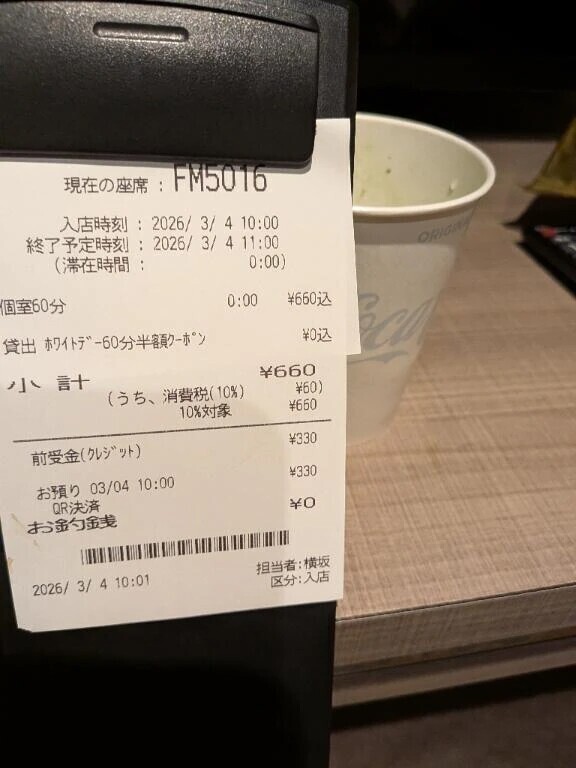 現在の座席 : FM5016
入店時刻 : 2026/ 3/ 4 10:00
終了予定時刻 : 2026/ 3/ 4 11:00
(滞在時間 : 0:00)
個室60分 0:00 ¥660込
貸出 ﾎﾜｲﾄﾃﾞｰ60分半額ｸｰﾎﾟﾝ ¥0込
小計 ¥660
(うち、消費税(10%) ¥60)
10%対象 ¥660
前受金(ｸﾚｼﾞｯﾄ) ¥330
お預り 03/04 10:00 ¥330
QR決済
お釣銭 ¥0
担当者:横坂
2026/ 3/ 4 10:01 区分:入店
ORIGIN
Coca